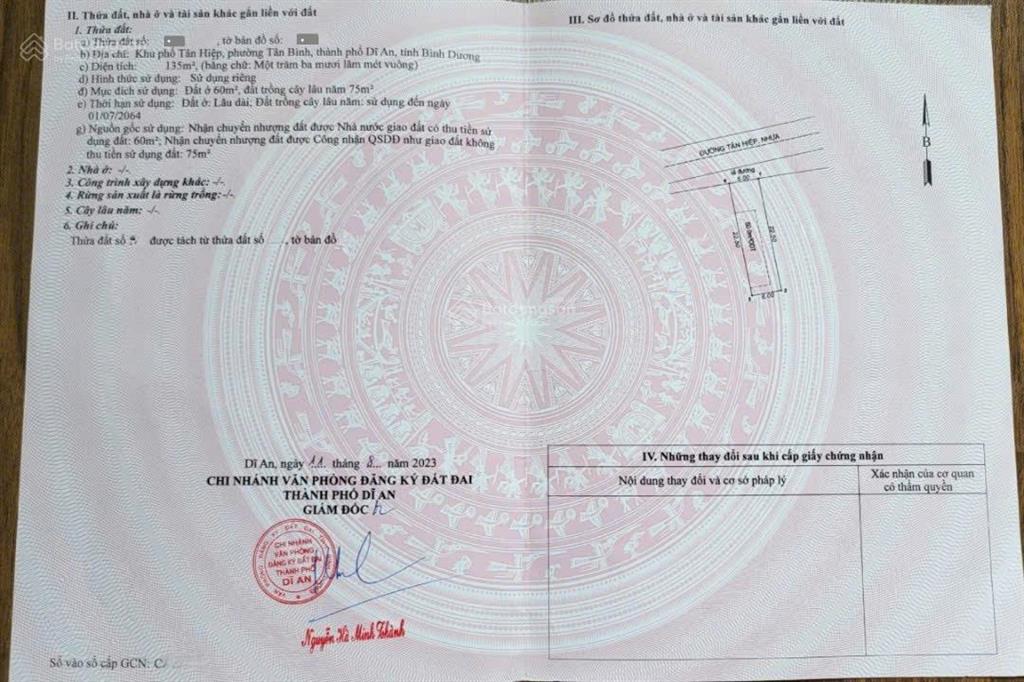 II. Thửa đất, nhà ở và tài sản khác gắn liền với đất
1. Thửa đất:
a) Thửa đất số: , tờ bản đồ số:
b) Địa chỉ: Khu phố Tân Hiệp, phường Tân Bình, thành phố Dĩ An, tỉnh Bình Dương
c) Diện tích: 135m², (bằng chữ: Một trăm ba mươi lăm mét vuông)
d) Hình thức sử dụng: Sử dụng riêng
đ) Mục đích sử dụng: Đất ở 60m², đất trồng cây lâu năm 75m²
e) Thời hạn sử dụng: Đất ở: Lâu dài; Đất trồng cây lâu năm: sử dụng đến ngày
01/07/2064
g) Nguồn gốc sử dụng: Nhận chuyển nhượng đất được Nhà nước giao đất có thu tiền sử
dụng đất: 60m²; Nhận chuyển nhượng đất được Công nhận QSDĐ như giao đất không
thu tiền sử dụng đất: 75m²
2. Nhà ở: -/-
3. Công trình xây dựng khác: -/-
4. Rừng sản xuất là rừng trồng: -/-
5. Cây lâu năm: -/-
6. Ghi chú:
Thửa đất số được tách từ thửa đất số , tờ bản đồ
Dĩ An, ngày 11 tháng 8 năm 2023
CHI NHÁNH VĂN PHÒNG ĐĂNG KÝ ĐẤT ĐAI
THÀNH PHỐ DĨ AN
GIÁM ĐỐC
CHI NHÁNH
VĂN PHÒNG
ĐĂNG KÝ ĐẤT ĐAI
THÀNH PHỐ
DĨ AN
Nguyễn Hà Minh Thành
Số vào sổ cấp GCN: C
III. Sơ đồ thửa đất, nhà ở và tài sản khác gắn liền với đất
B
ĐƯỜNG TÂN HIỆP, NHỰA
6.00
22.50
22.50
6.00
IV. Những thay đổi sau khi cấp giấy chứng nhận
Nội dung thay đổi và cơ sở pháp lý
Xác nhận của cơ quan
có thẩm quyền
Batdongsan